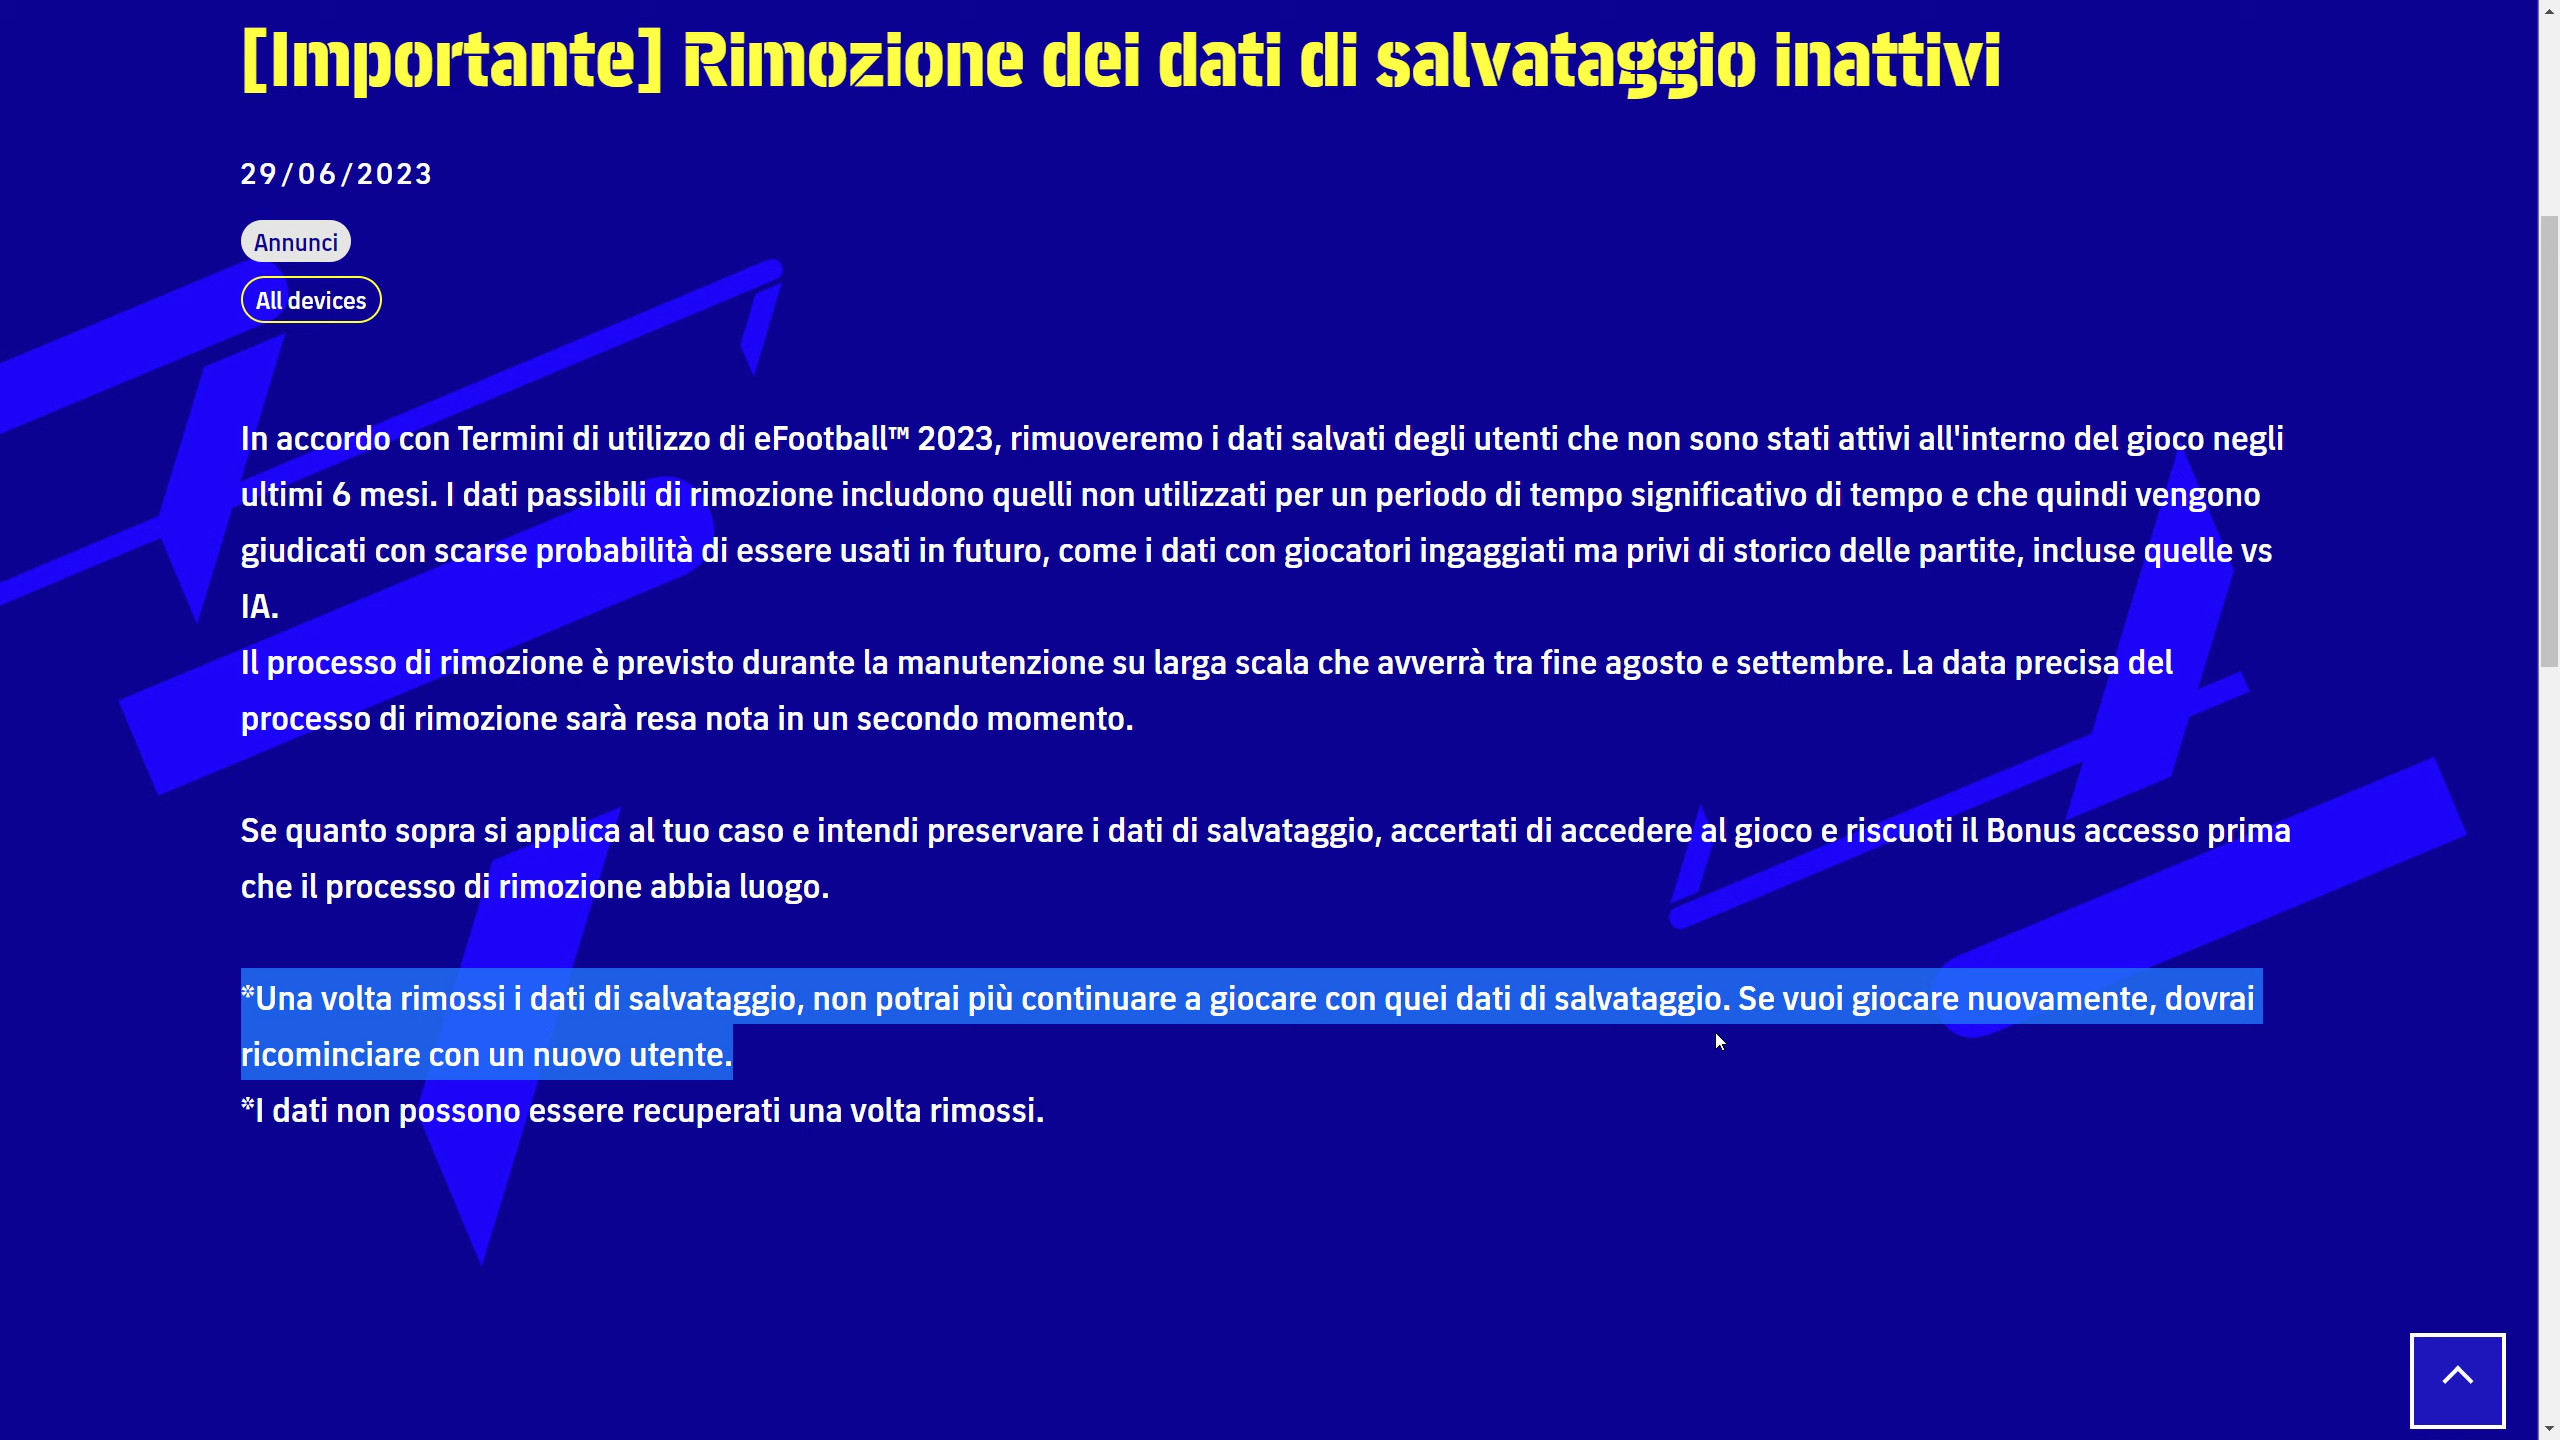 [Importante] Rimozione dei dati di salvataggio inattivi
29/06/2023
Annunci
All devices
In accordo con Termini di utilizzo di eFootball™ 2023, rimuoveremo i dati salvati degli utenti che non sono stati attivi all'interno del gioco negli
ultimi 6 mesi. I dati passibili di rimozione includono quelli non utilizzati per un periodo di tempo significativo di tempo e che quindi vengono
giudicati con scarse probabilità di essere usati in futuro, come i dati con giocatori ingaggiati ma privi di storico delle partite, incluse quelle vs
IA.
Il processo di rimozione è previsto durante la manutenzione su larga scala che avverrà tra fine agosto e settembre. La data precisa del
processo di rimozione sarà resa nota in un secondo momento.
Se quanto sopra si applica al tuo caso e intendi preservare i dati di salvataggio, accertati di accedere al gioco e riscuoti il Bonus accesso prima
che il processo di rimozione abbia luogo.
*Una volta rimossi i dati di salvataggio, non potrai più continuare a giocare con quei dati di salvataggio. Se vuoi giocare nuovamente, dovrai
ricominciare con un nuovo utente.
*I dati non possono essere recuperati una volta rimossi.